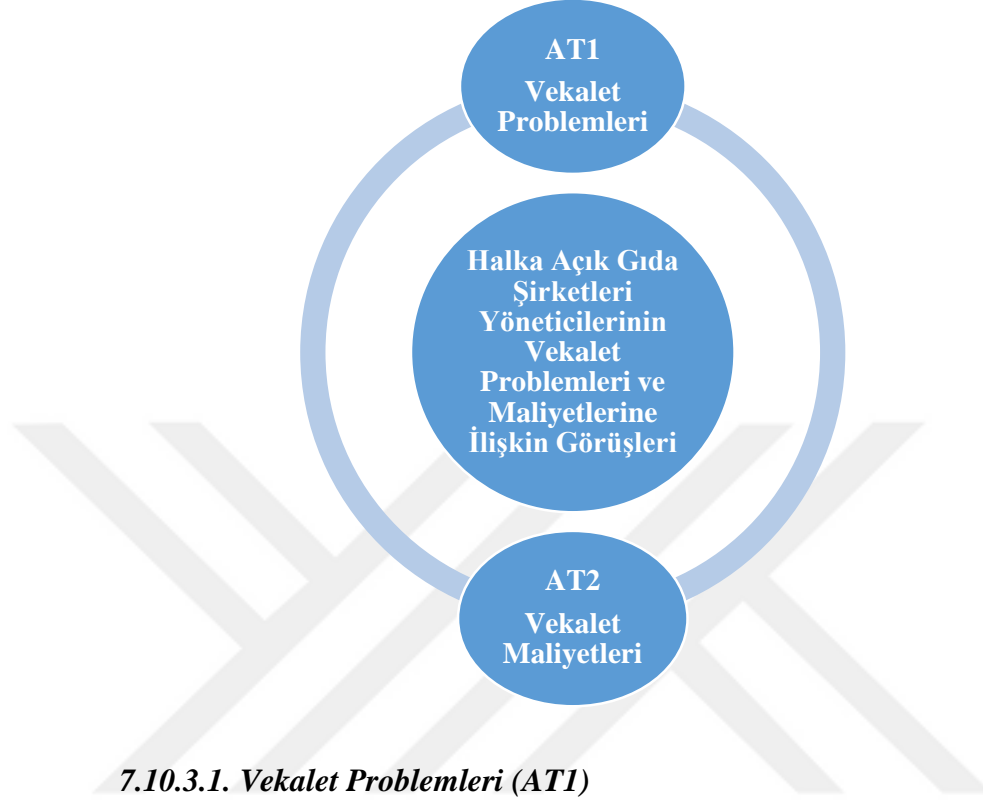 AT1
Vekalet
Problemleri
Halka Açık Gıda
Şirketleri
Yöneticilerinin
Vekalet
Problemleri ve
Maliyetlerine
İlişkin Görüşleri
AT2
Vekalet
Maliyetleri
7.10.3.1. Vekalet Problemleri (AT1)